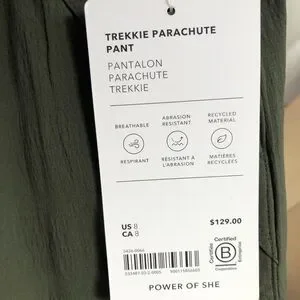 TREKKIE PARACHUTE
PANT
PANTALON
PARACHUTE
TREKKIE
BREATHABLE
ABRASION
RESISTANT
RECYCLED
MATERIAL
RESPIRANT
RÉSISTANT À
L'ABRASION
MATIÈRES
RECYCLÉES
US 8
CA 8
$129.00
Certified
B
Corporation
Entreprise
POWER OF SHE